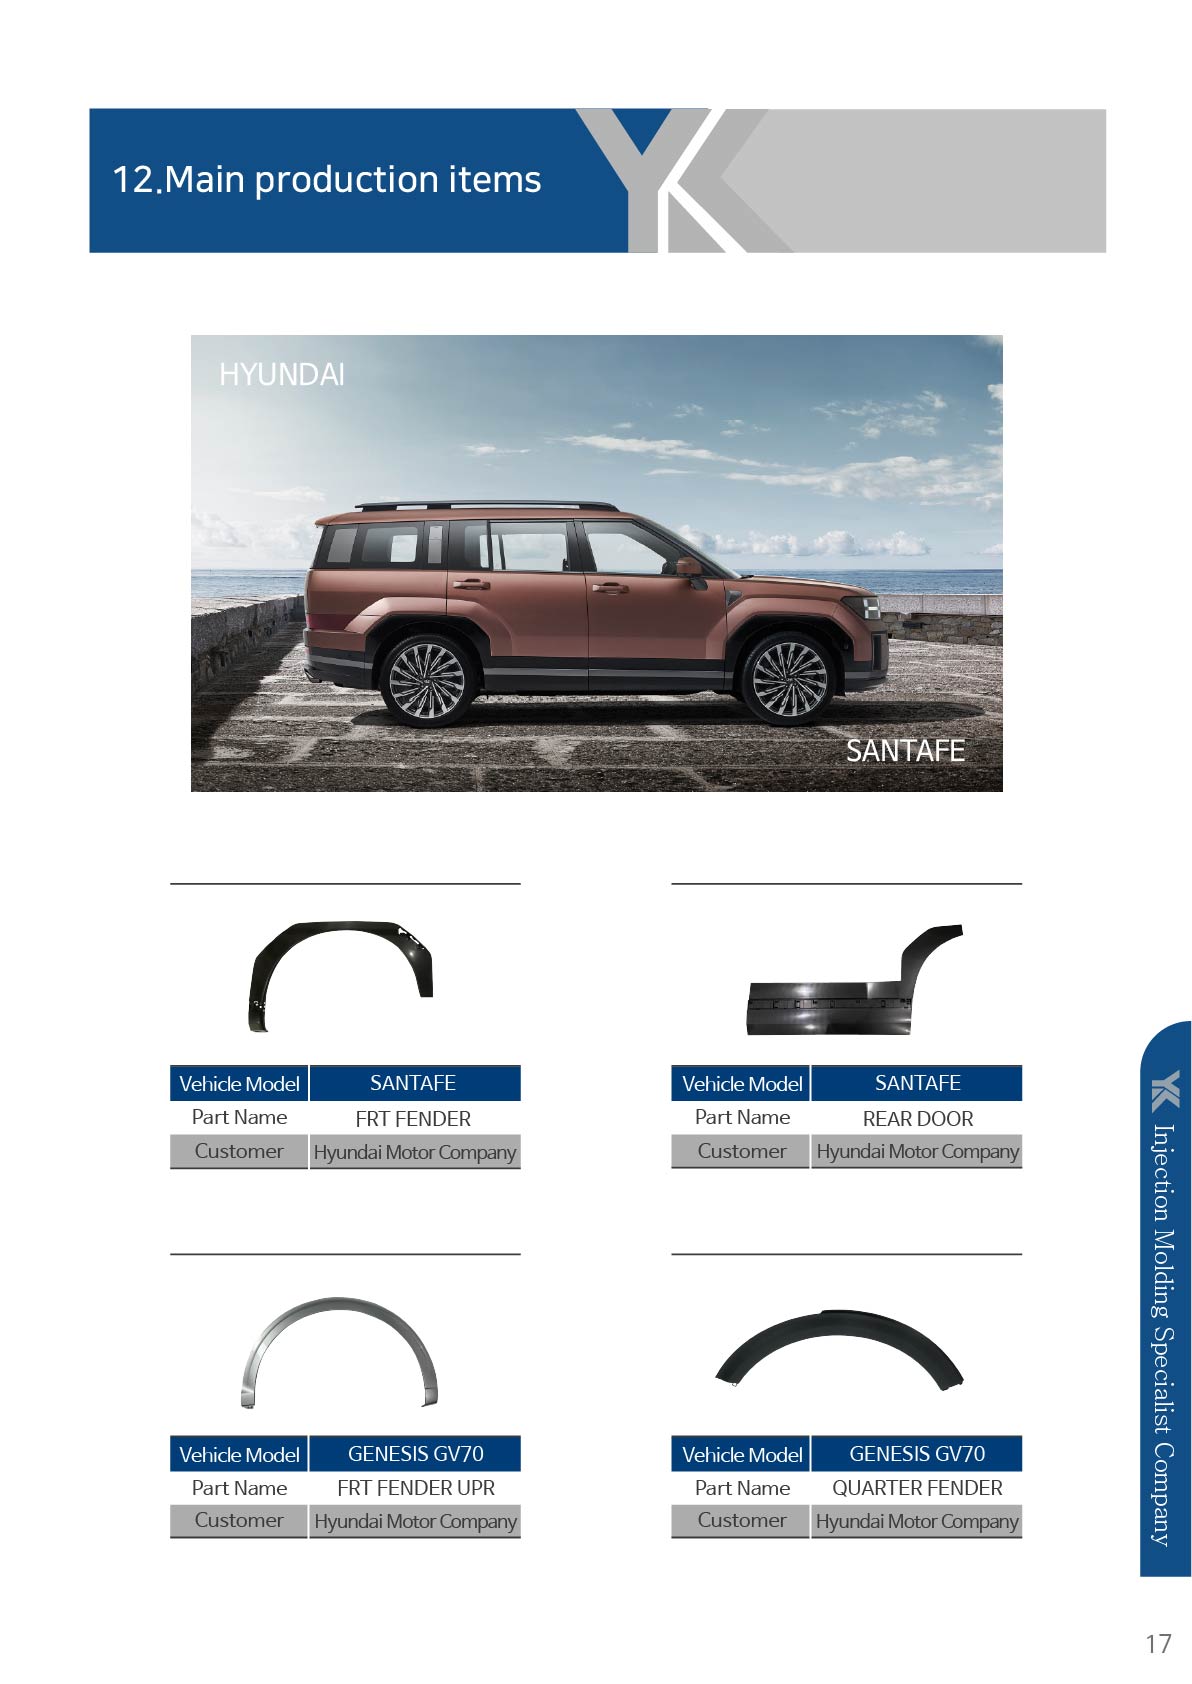 12.Main production items
YK
HYUNDAI
SANTAFE
Vehicle Model SANTAFE
Part Name FRT FENDER
Customer Hyundai Motor Company
Vehicle Model SANTAFE
Part Name REAR DOOR
Customer Hyundai Motor Company
Vehicle Model GENESIS GV70
Part Name FRT FENDER UPR
Customer Hyundai Motor Company
Vehicle Model GENESIS GV70
Part Name QUARTER FENDER
Customer Hyundai Motor Company
YK Injection Molding Specialist Company
17